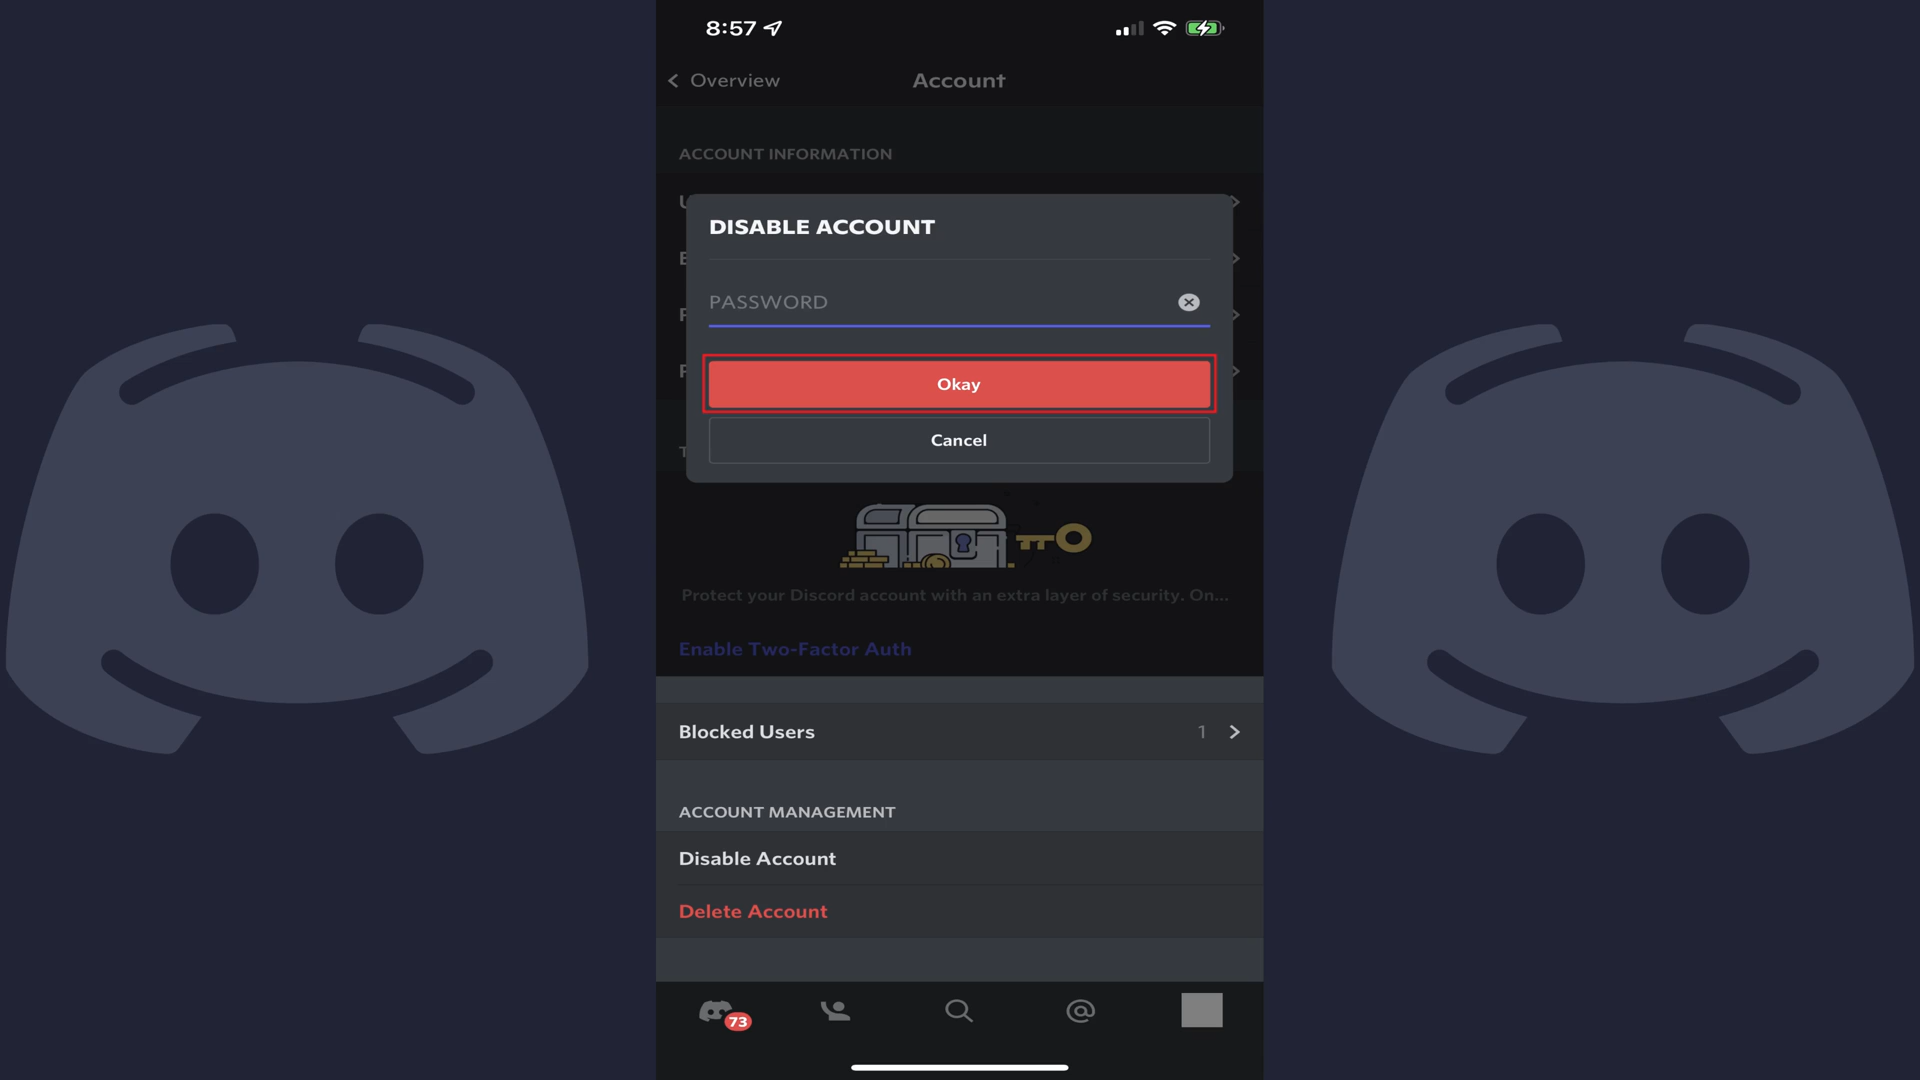 8:57
Overview
Account
ACCOUNT INFORMATION
DISABLE ACCOUNT
PASSWORD
Okay
Cancel
Protect your Discord account with an extra layer of security. On...
Enable Two-Factor Auth
Blocked Users 1
ACCOUNT MANAGEMENT
Disable Account
Delete Account
73